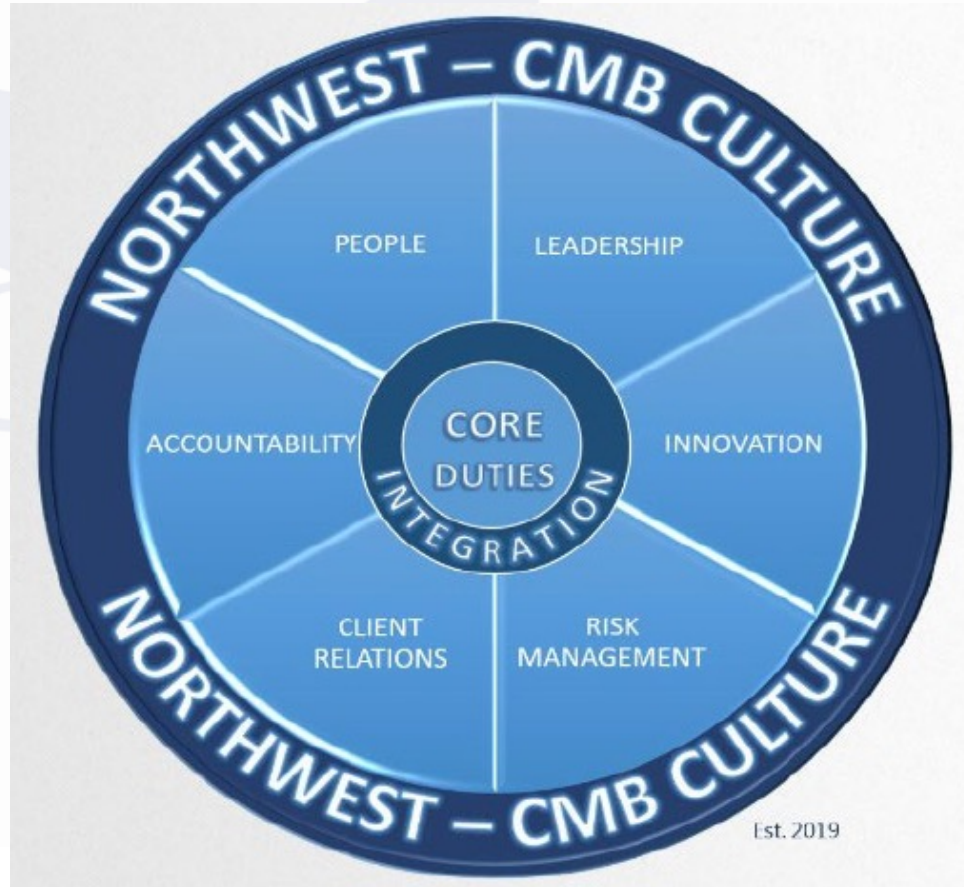 NORTHWEST – CMB CULTURE
PEOPLE
LEADERSHIP
ACCOUNTABILITY
CORE
DUTIES
INNOVATION
INTEGRATION
CLIENT
RELATIONS
RISK
MANAGEMENT
NORTHWEST – CMB CULTURE
Est. 2019